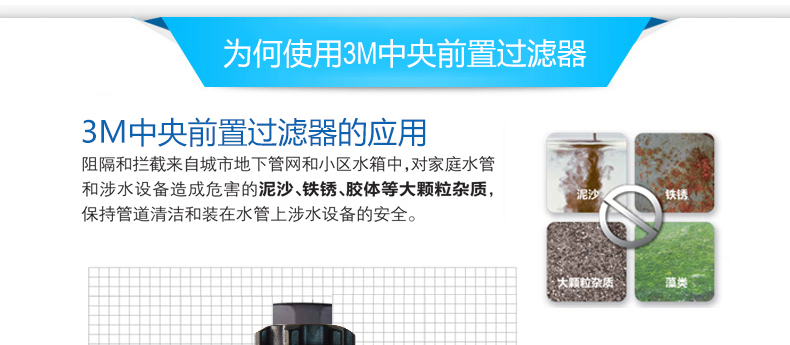 为何使用3M中央前置过滤器
3M中央前置过滤器的应用
阻隔和拦截来自城市地下管网和小区水箱中,对家庭水管
和涉水设备造成危害的泥沙、铁锈、胶体等大颗粒杂质,
保持管道清洁和装在水管上涉水设备的安全。
泥沙
铁锈
大颗粒杂质
藻类